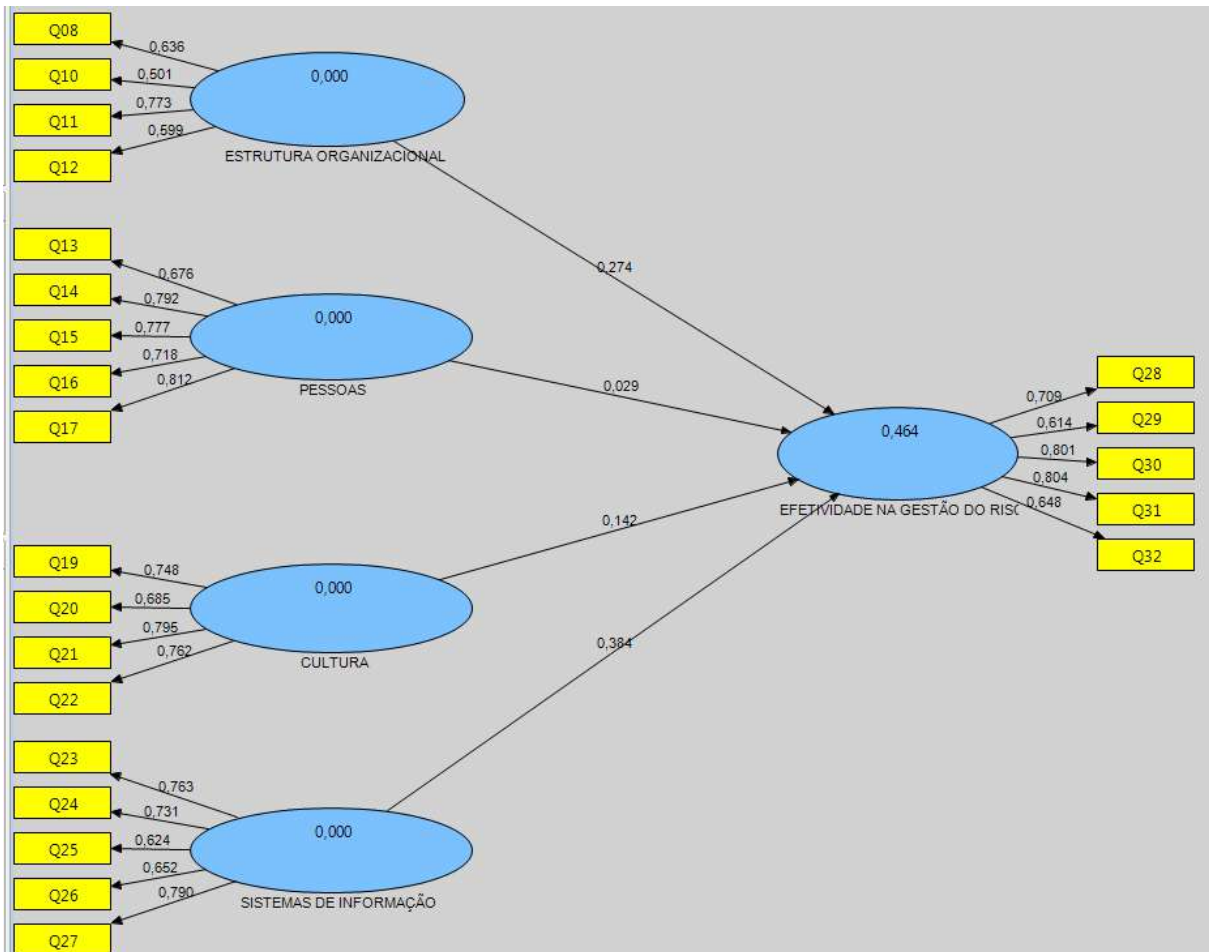 Q08
0,636
Q10
0,501
Q11
0,773
Q12
0,599
0,000
ESTRUTURA ORGANIZACIONAL
0,274
Q13
0,676
Q14
0,792
Q15
0,777
Q16
0,718
Q17
0,812
0,000
PESSOAS
0,029
Q19
0,748
Q20
0,685
Q21
0,795
Q22
0,762
0,000
CULTURA
0,142
Q23
0,763
Q24
0,731
Q25
0,624
Q26
0,652
Q27
0,790
0,000
SISTEMAS DE INFORMAÇÃO
0,384
0,464
EFETIVIDADE NA GESTÃO DO RISC
0,709
Q28
0,614
Q29
0,801
Q30
0,804
Q31
0,648
Q32